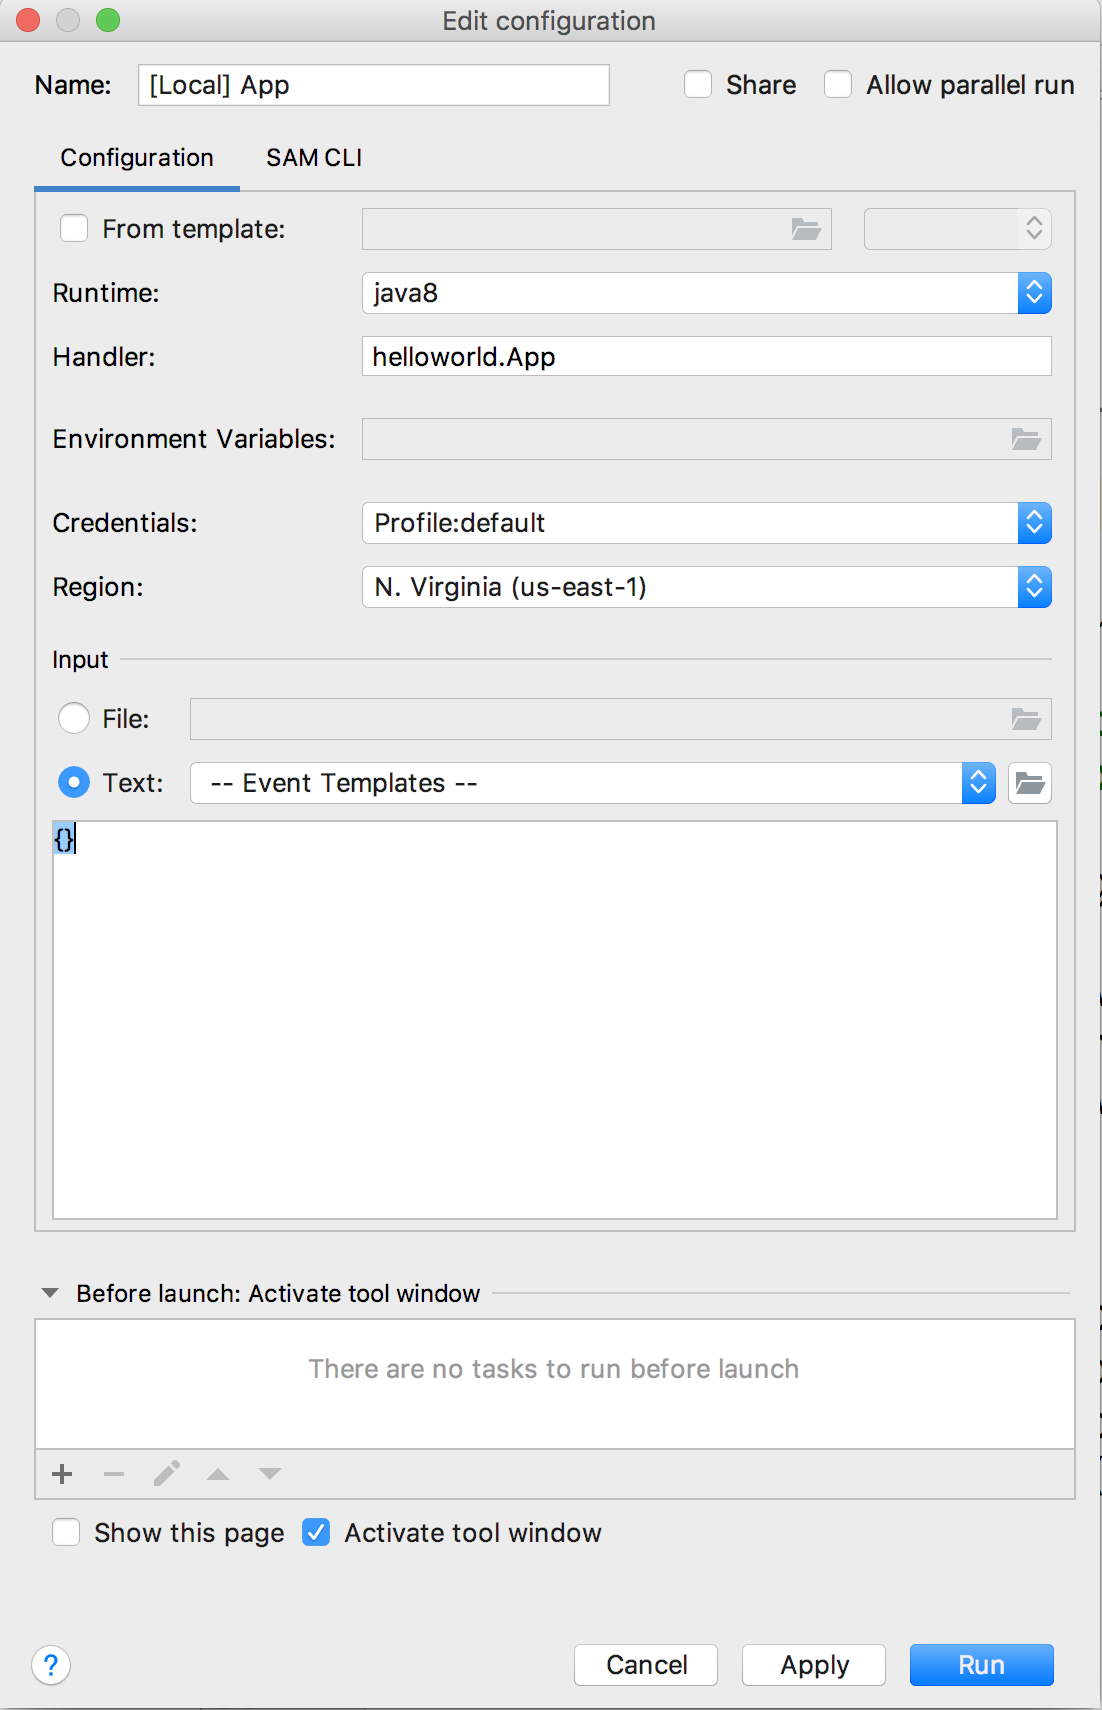 Edit configuration
Name: [Local] App Share Allow parallel run
Configuration SAM CLI
From template:
Runtime: java8
Handler: helloworld.App
Environment Variables:
Credentials: Profile:default
Region: N. Virginia (us-east-1)
Input
File:
Text: -- Event Templates --
{}
Before launch: Activate tool window
There are no tasks to run before launch
Show this page Activate tool window
? Cancel Apply Run